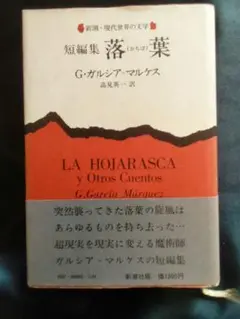 新潮・現代世界の文学
短編集 落葉
(おちば)
G・ガルシア=マルケス
高見英一 訳
LA HOJARASCA
y Otros Cuentos
G. García Márquez
突然襲ってきた落葉の旋風は
あらゆるものを持ち去った…
超現実を現実に変える魔術師
ガルシア=マルケスの短編集
新潮社版